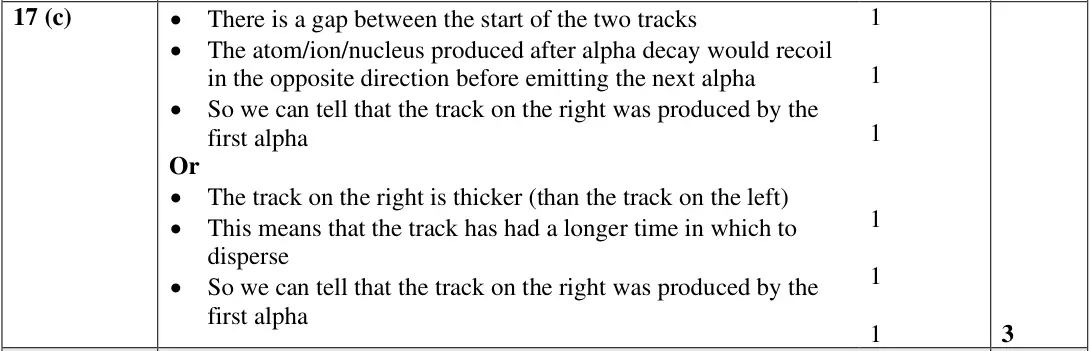 17 (c)
• There is a gap between the start of the two tracks 1
• The atom/ion/nucleus produced after alpha decay would recoil
in the opposite direction before emitting the next alpha 1
• So we can tell that the track on the right was produced by the
first alpha 1
Or
• The track on the right is thicker (than the track on the left) 1
• This means that the track has had a longer time in which to
disperse 1
• So we can tell that the track on the right was produced by the
first alpha 1 3